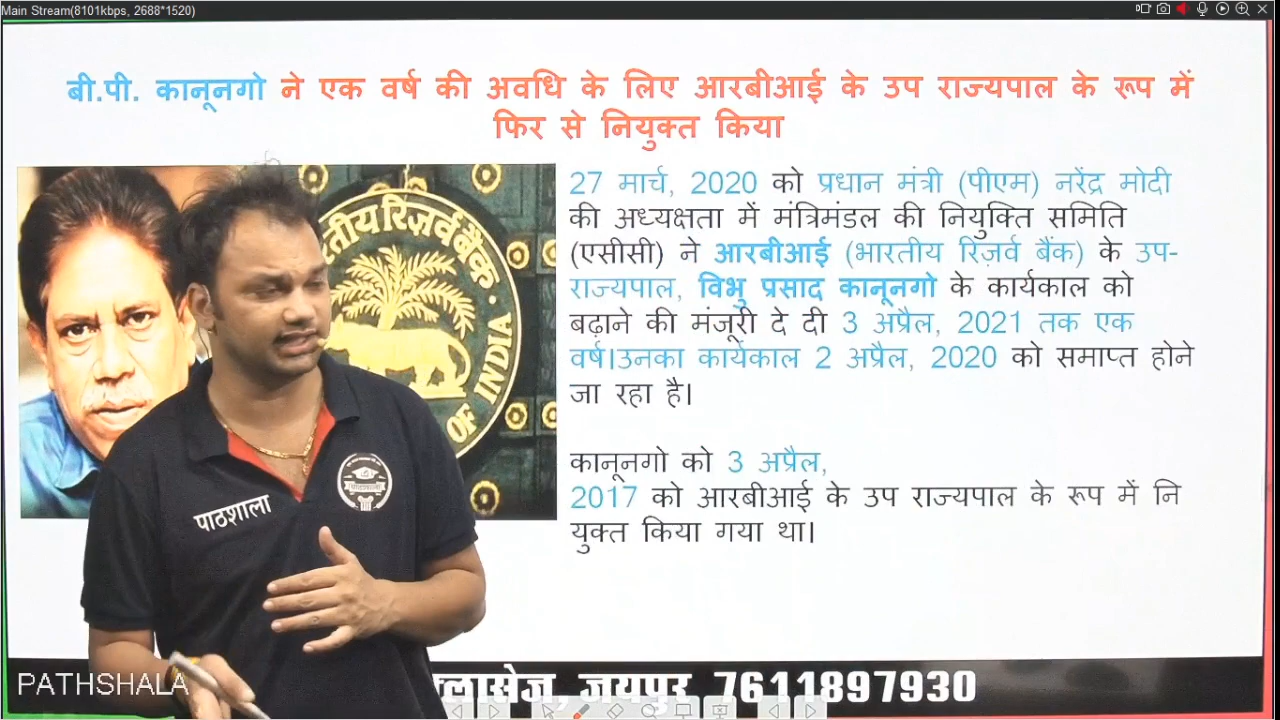 Main Stream(8101kbps, 2688*1520)
बी.पी. कानूनगो ने एक वर्ष की अवधि के लिए आरबीआई के उप राज्यपाल के रूप में
फिर से नियुक्त किया
27 मार्च, 2020 को प्रधान मंत्री (पीएम) नरेंद्र मोदी
की अध्यक्षता में मंत्रिमंडल की नियुक्ति समिति
(एसीसी) ने आरबीआई (भारतीय रिज़र्व बैंक) के उप-
राज्यपाल, विभु प्रसाद कानूनगो के कार्यकाल को
बढ़ाने की मंजूरी दे दी 3 अप्रैल, 2021 तक एक
वर्ष।उनका कार्यकाल 2 अप्रैल, 2020 को समाप्त होने
जा रहा है।
कानूनगो को 3 अप्रैल,
2017 को आरबीआई के उप राज्यपाल के रूप में नि
युक्त किया गया था।
रिज़र्व बैंक
OF INDIA
पाठशाला
PATHSHALA
क्लासेज, जयपुर 7611897930